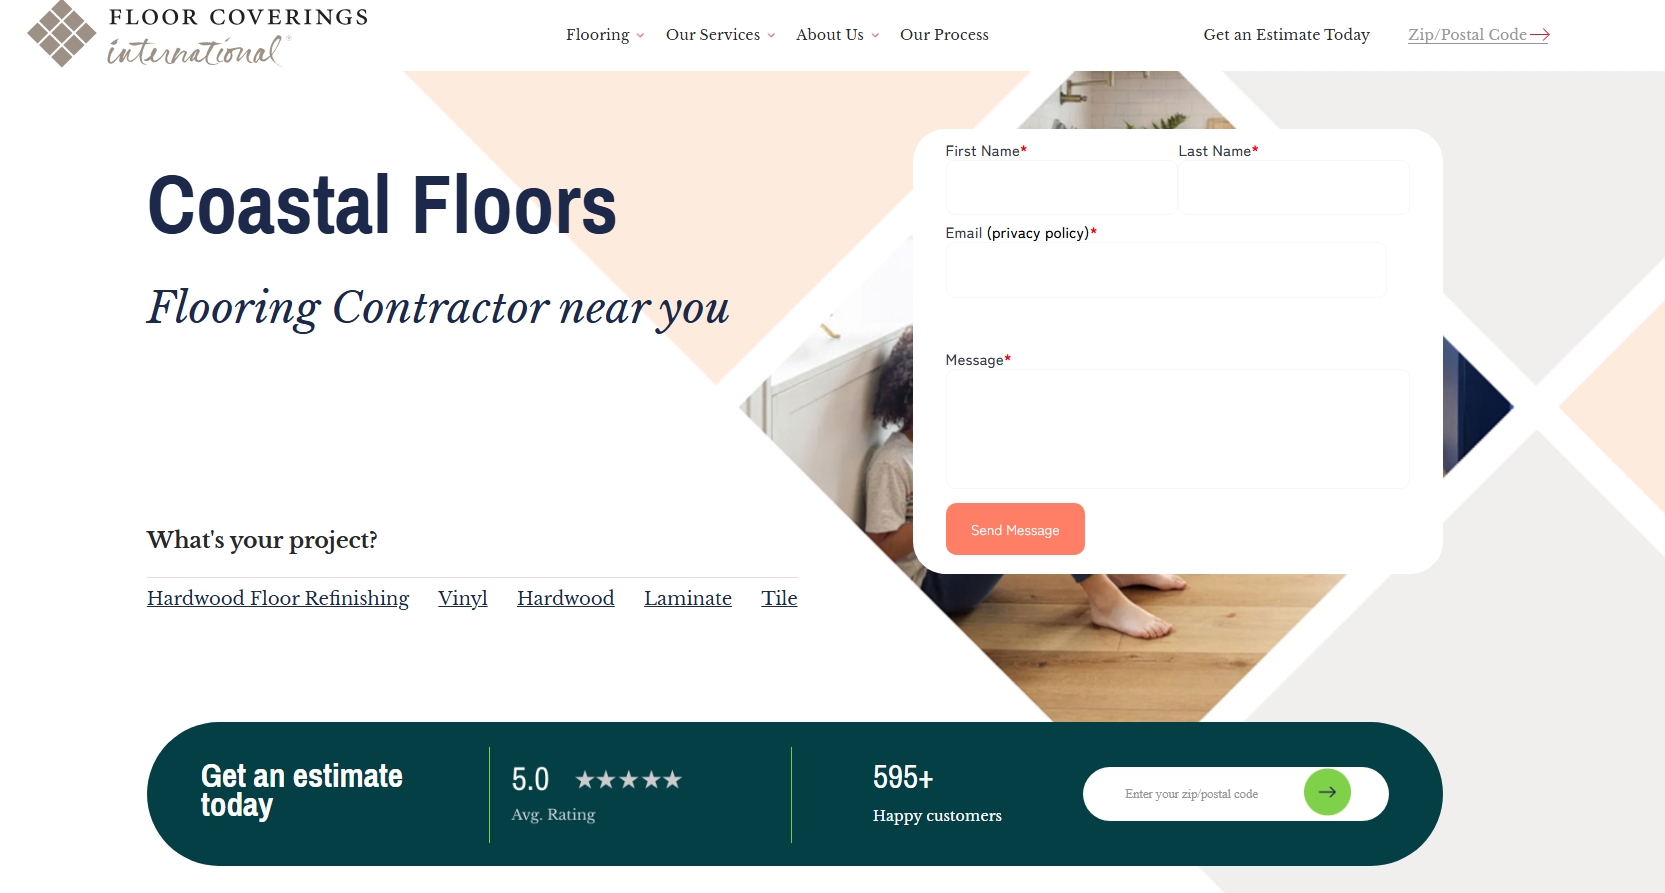 FLOOR COVERINGS
international
Flooring
Our Services
About Us
Our Process
Get an Estimate Today
Zip/Postal Code
Coastal Floors
Flooring Contractor near you
First Name*
Last Name*
Email (privacy policy)*
Message*
Send Message
What's your project?
Hardwood Floor Refinishing
Vinyl
Hardwood
Laminate
Tile
Get an estimate
today
5.0
Avg. Rating
595+
Happy customers
Enter your zip/postal code